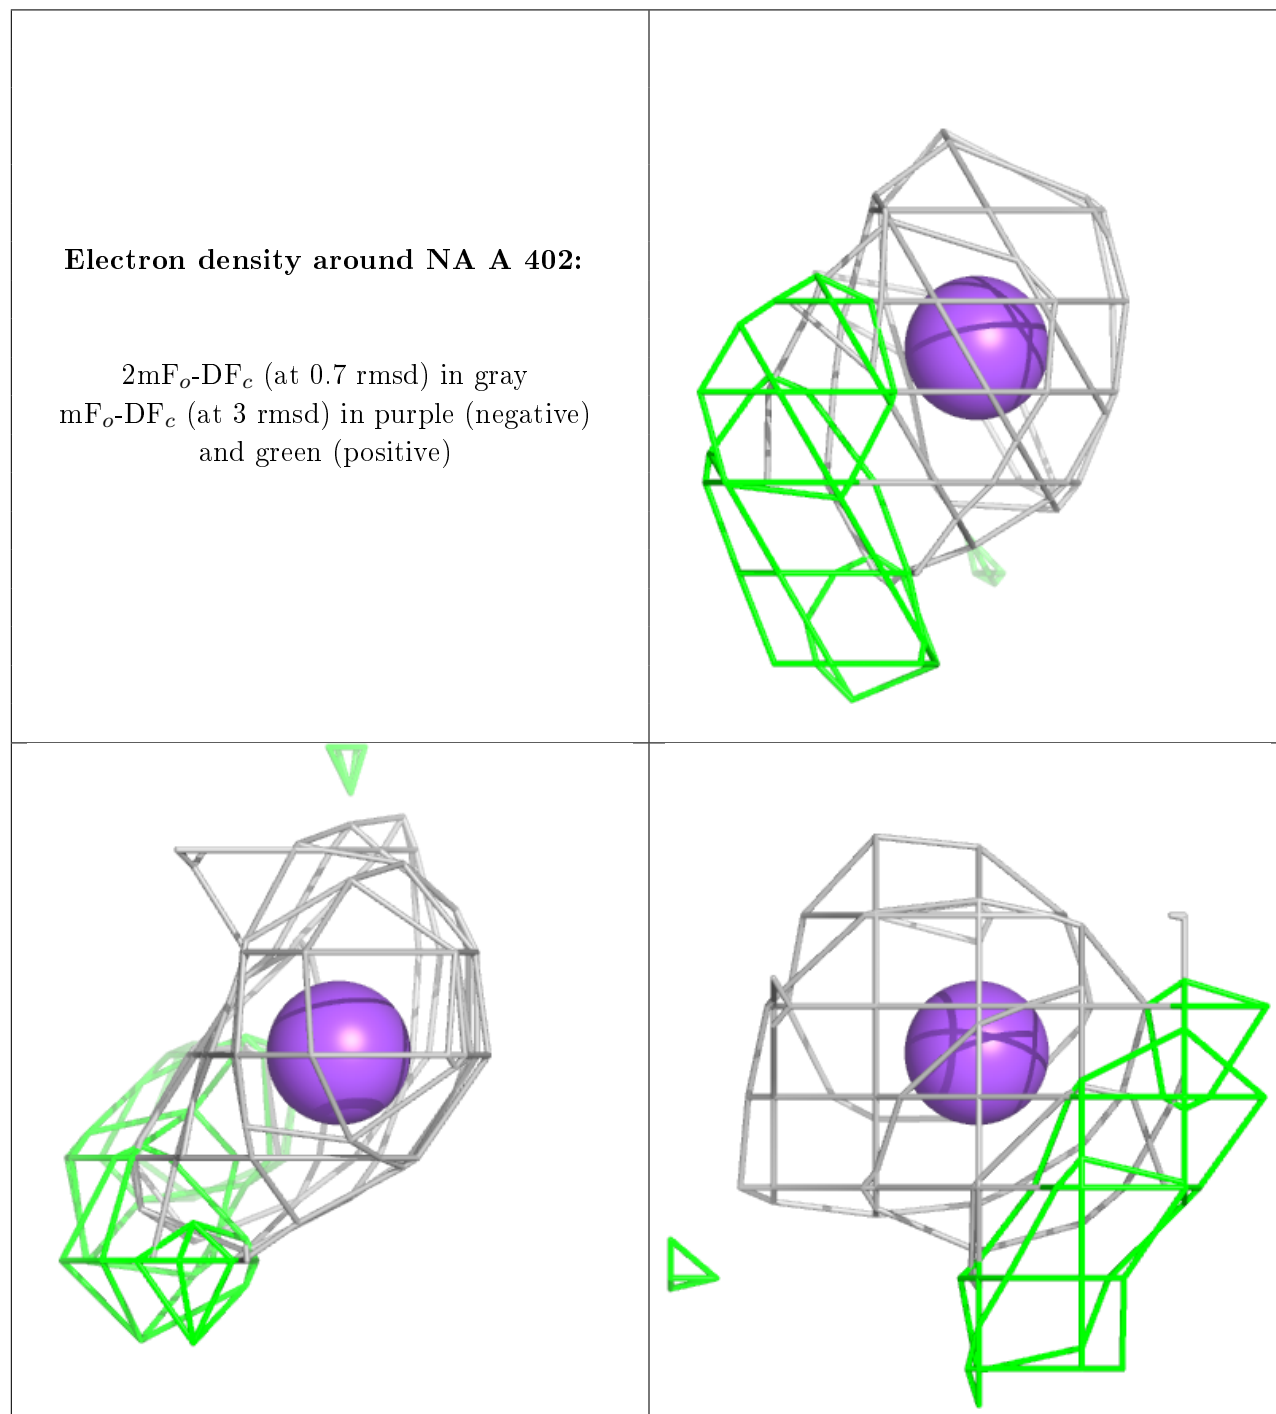 Electron density around NA A 402:
2mFo-DFc (at 0.7 rmsd) in gray
mFo-DFc (at 3 rmsd) in purple (negative)
and green (positive)